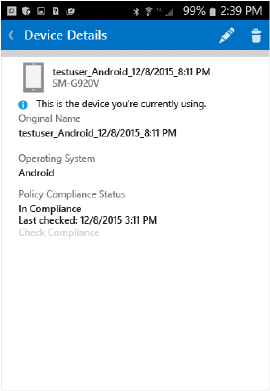 99% 2:39 PM
Device Details
testuser_Android_12/8/2015_8:11 PM
SM-G920V
This is the device you're currently using.
Original Name
testuser_Android_12/8/2015_8:11 PM
Operating System
Android
Policy Compliance Status
In Compliance
Last checked: 12/8/2015 3:11 PM
Check Compliance